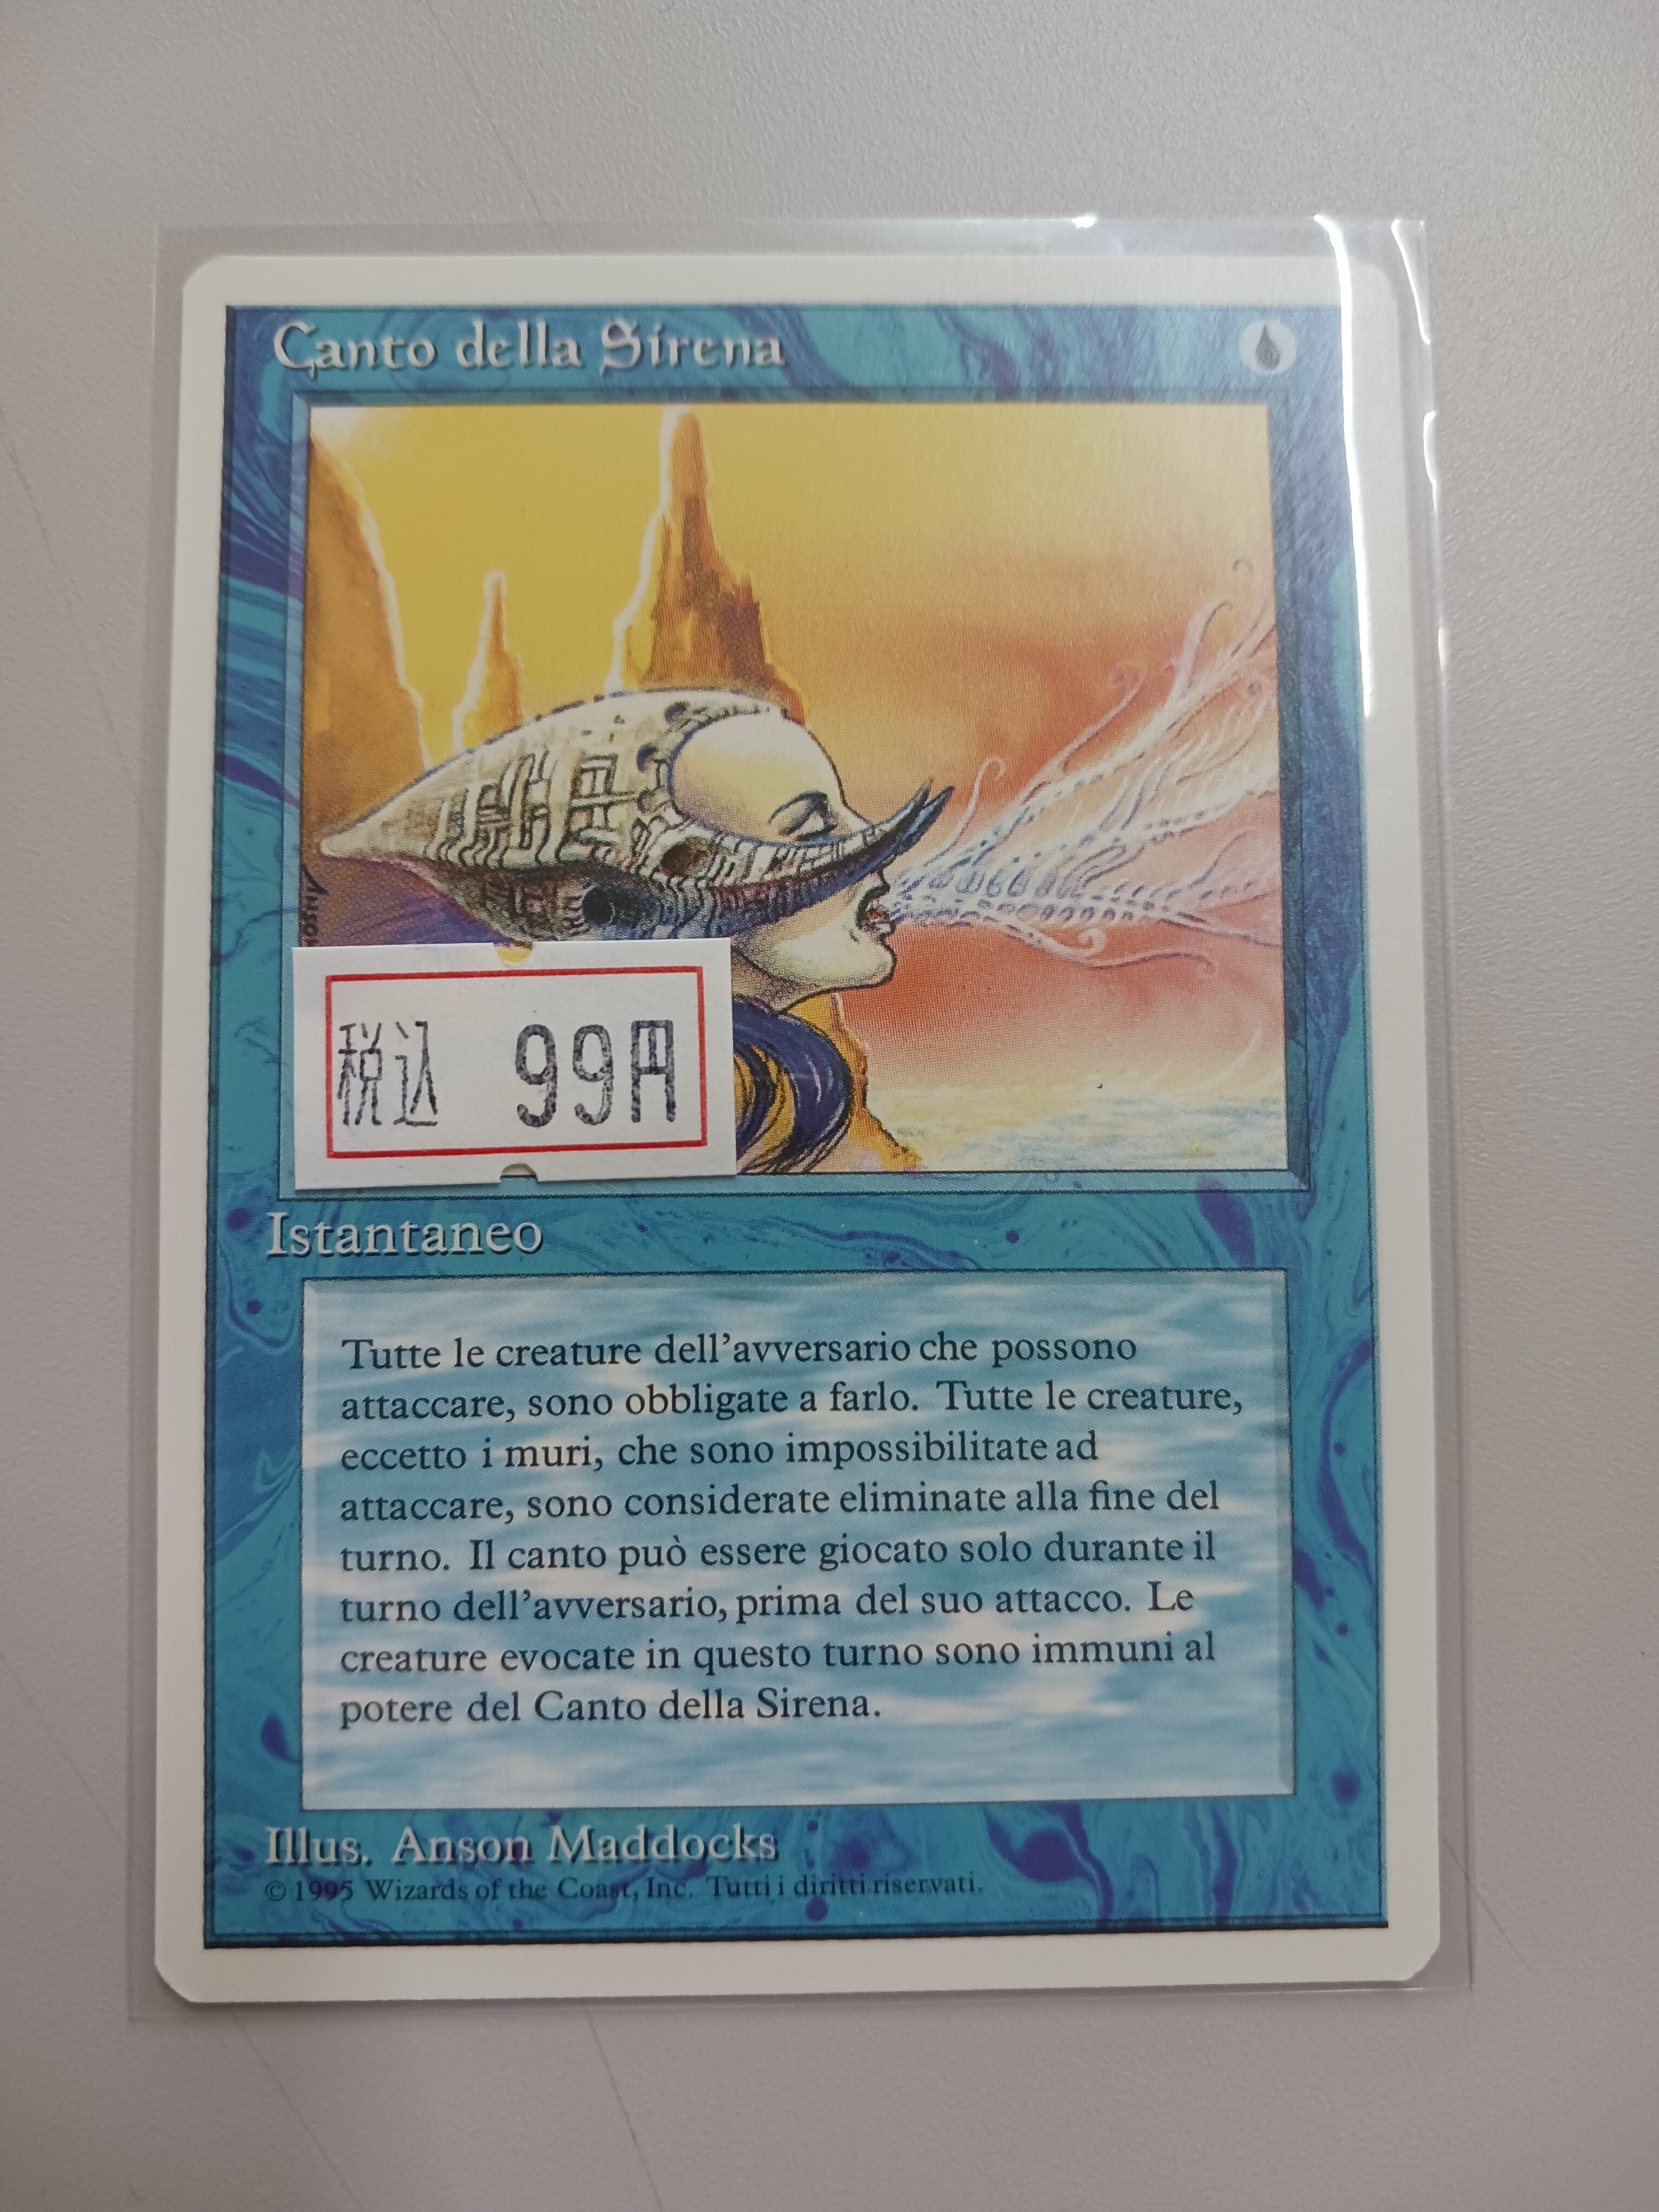 Canto della Sirena
税込 99円
Istantaneo
Tutte le creature dell'avversario che possono
attaccare, sono obbligate a farlo. Tutte le creature,
eccetto i muri, che sono impossibilitate ad
attaccare, sono considerate eliminate alla fine del
turno. Il canto può essere giocato solo durante il
turno dell'avversario, prima del suo attacco. Le
creature evocate in questo turno sono immuni al
potere del Canto della Sirena.
Illus. Anson Maddocks
© 1995 Wizards of the Coast, Inc. Tutti i diritti riservati.